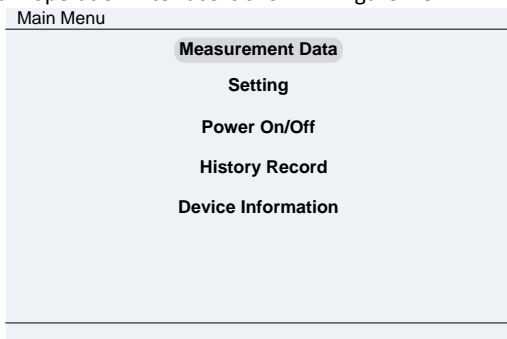 Main Menu
Measurement Data
Setting
Power On/Off
History Record
Device Information